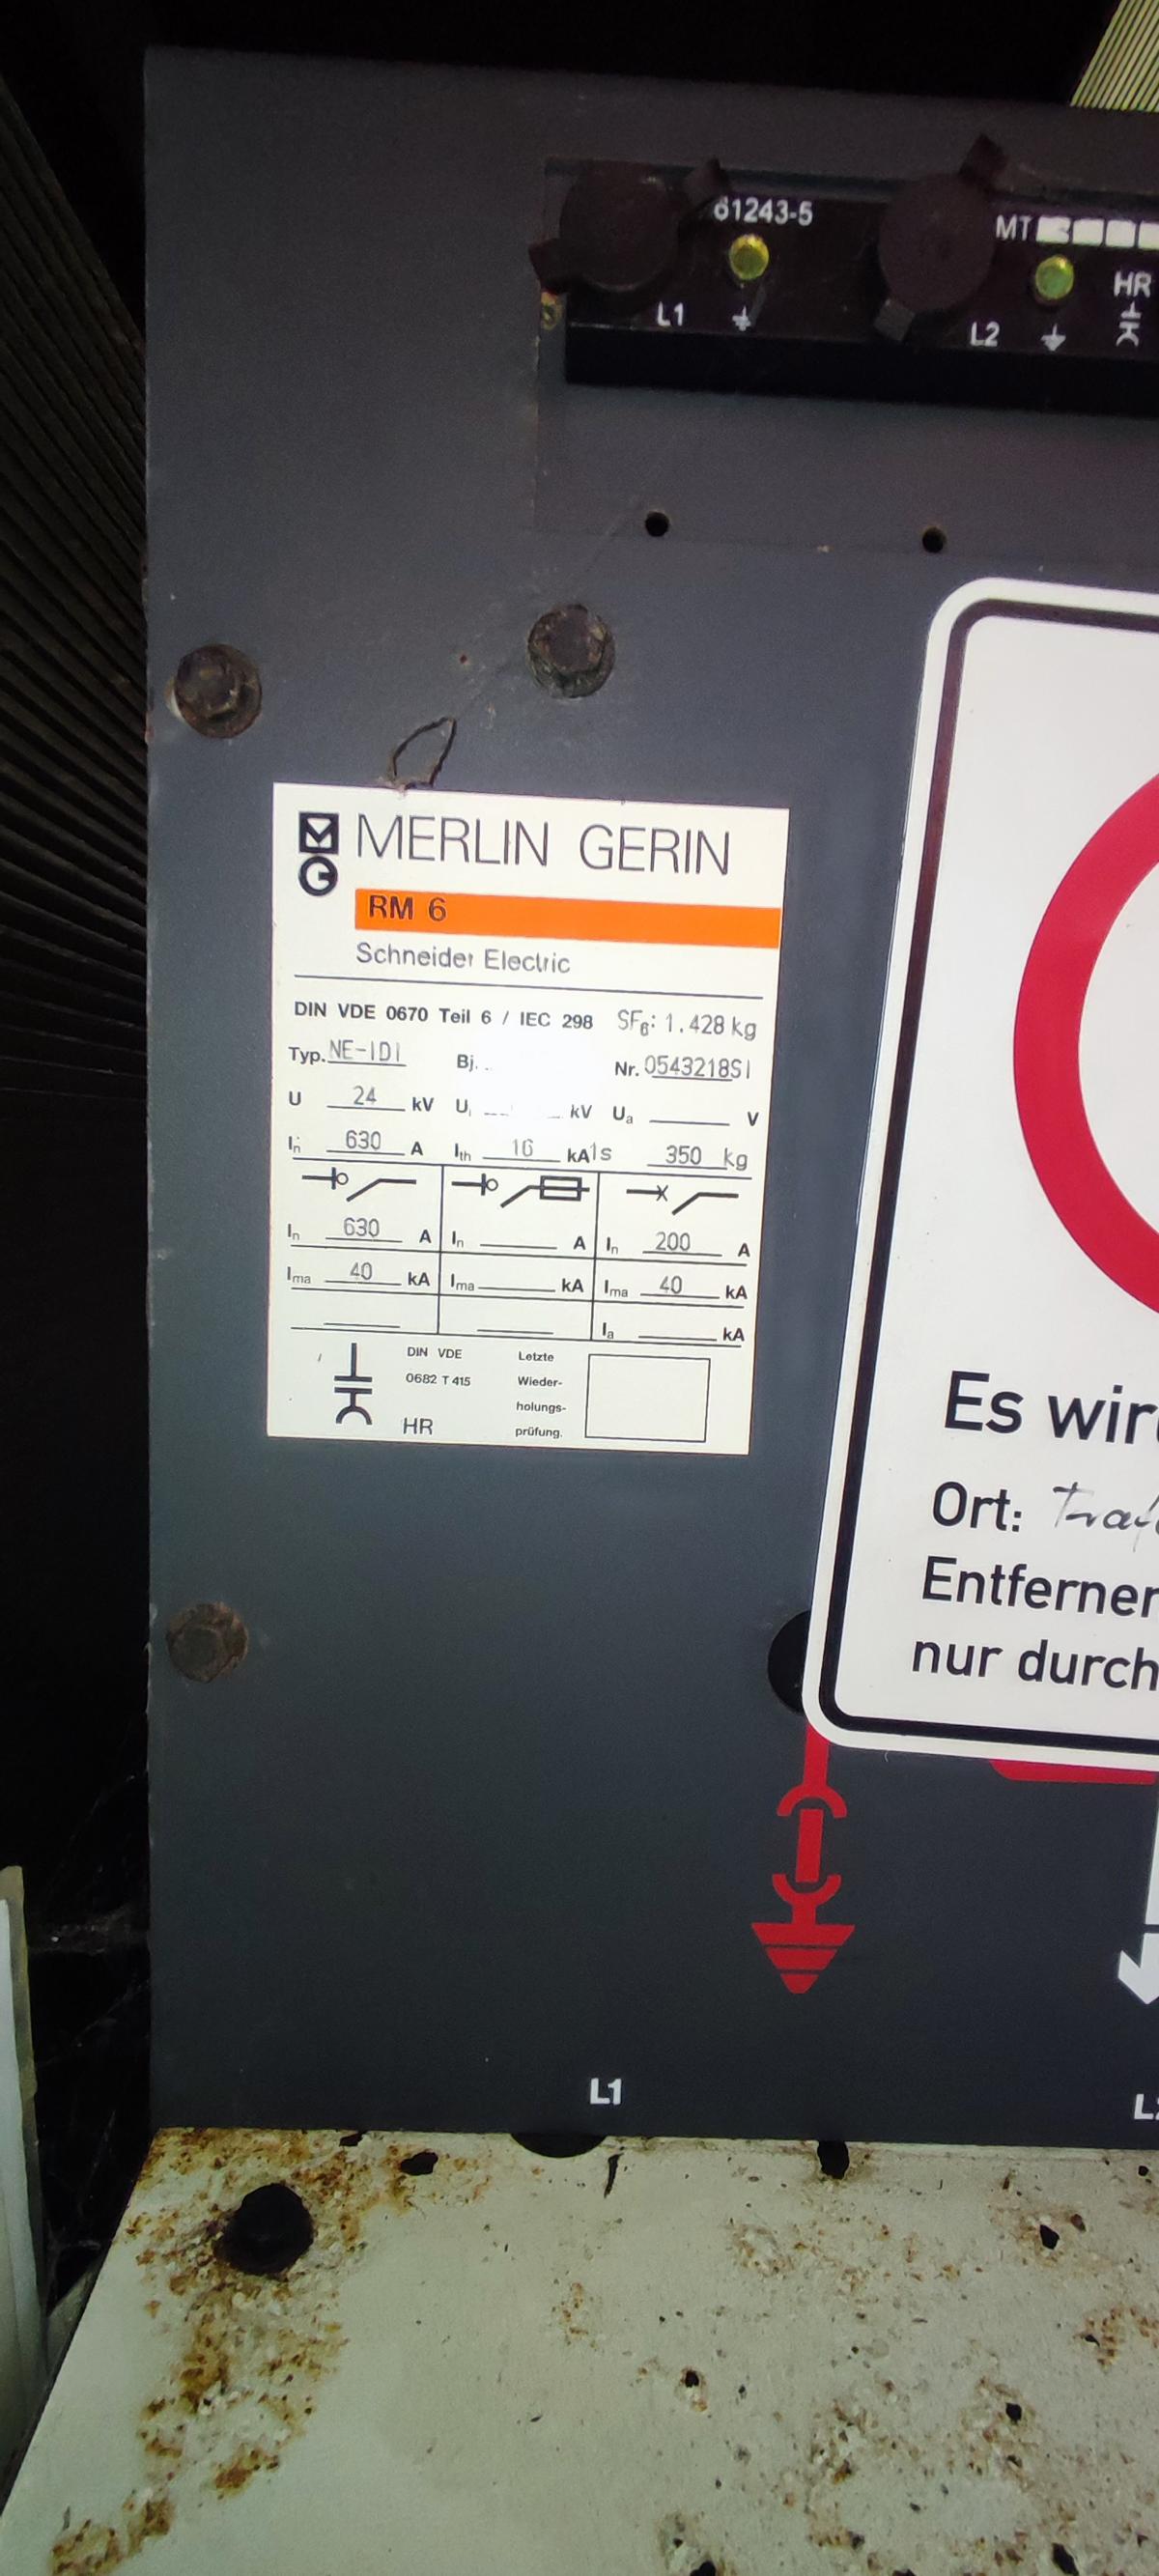 61243-5
MT
HR
L1
L2
MERLIN GERIN
RM 6
Schneider Electric
DIN VDE 0670 Teil 6 / IEC 298 SF6: 1.428 kg
Typ. NE-IDI Bj. Nr. 0543218SI
U 24 kV U kV Ua V
In 630 A Ith 16 kA 1s 350 kg
In 630 A In A In 200 A
Ima 40 kA Ima kA Ima 40 kA
Ia kA
DIN VDE Letzte
0682 T 415 Wieder-
holungs-
HR prüfung.
Es wir
Ort:
Entferner
nur durch
L1